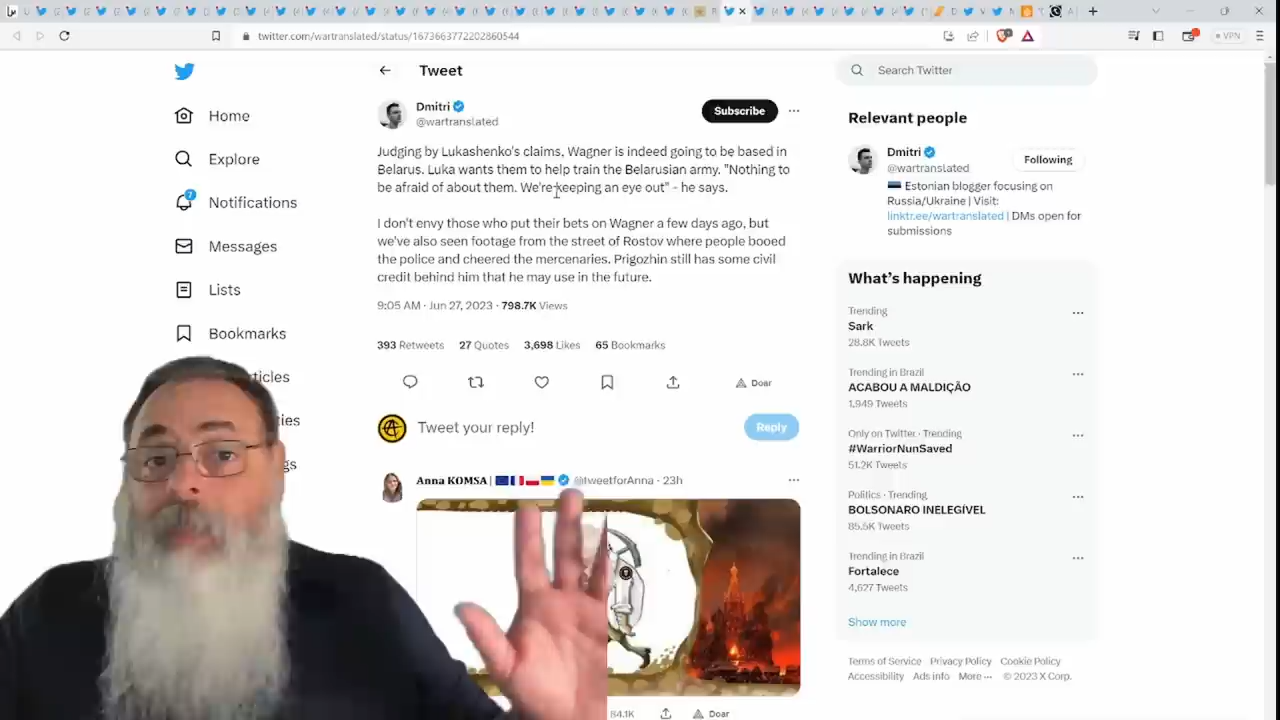 twitter.com/wartranslated/status/1673663772202860544
VPN
Home
Explore
7
Notifications
Messages
Lists
Bookmarks
Tweet
Dmitri
@wartranslated
Subscribe
Judging by Lukashenko's claims, Wagner is indeed going to be based in
Belarus. Luka wants them to help train the Belarusian army. "Nothing to
be afraid of about them. We're keeping an eye out" - he says.
I don't envy those who put their bets on Wagner a few days ago, but
we've also seen footage from the street of Rostov where people booed
the police and cheered the mercenaries. Prigozhin still has some civil
credit behind him that he may use in the future.
9:05 AM · Jun 27, 2023 · 798.7K Views
393 Retweets 27 Quotes 3,698 Likes 65 Bookmarks
Doar
Tweet your reply!
Reply
Anna KOMSA | @tweetforAnna · 23h
84.1K
Doar
Search Twitter
Relevant people
Dmitri
@wartranslated
Following
Estonian blogger focusing on
Russia/Ukraine | Visit:
linktr.ee/wartranslated | DMs open for
submissions
What's happening
Trending
Sark
28.8K Tweets
Trending in Brazil
ACABOU A MALDIÇÃO
1,949 Tweets
Only on Twitter · Trending
#WarriorNunSaved
51.2K Tweets
Politics · Trending
BOLSONARO INELEGÍVEL
85.5K Tweets
Trending in Brazil
Fortaleza
4,627 Tweets
Show more
Terms of Service Privacy Policy Cookie Policy
Accessibility Ads info More ··· © 2023 X Corp.